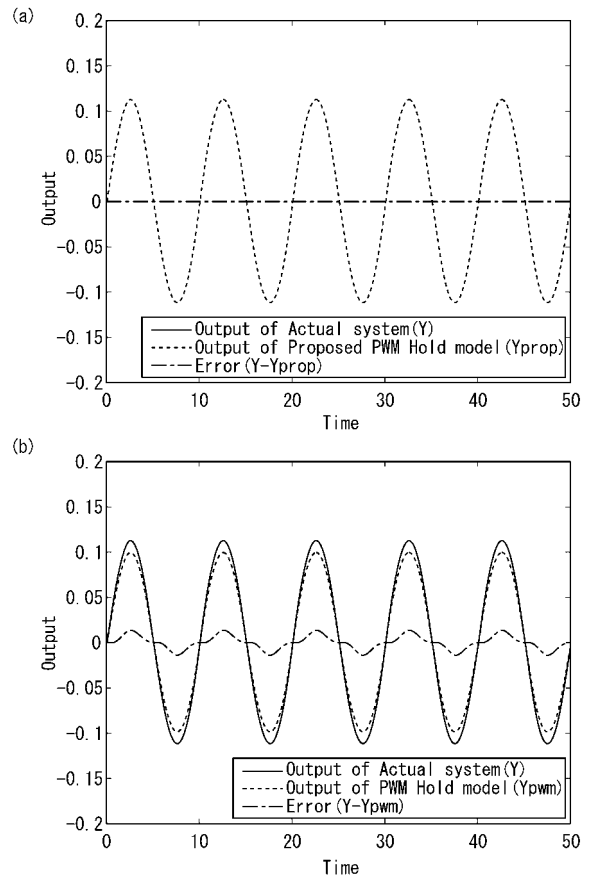 (a)
0.2
0.15
0.1
0.05
0
-0.05
-0.1
-0.15
-0.2
Output
Output of Actual system(Y)
Output of Proposed PWM Hold model(Yprop)
Error(Y-Yprop)
0 10 20 30 40 50
Time
(b)
0.2
0.15
0.1
0.05
0
-0.05
-0.1
-0.15
-0.2
Output
Output of Actual system(Y)
Output of PWM Hold model(Ypwm)
Error(Y-Ypwm)
0 10 20 30 40 50
Time